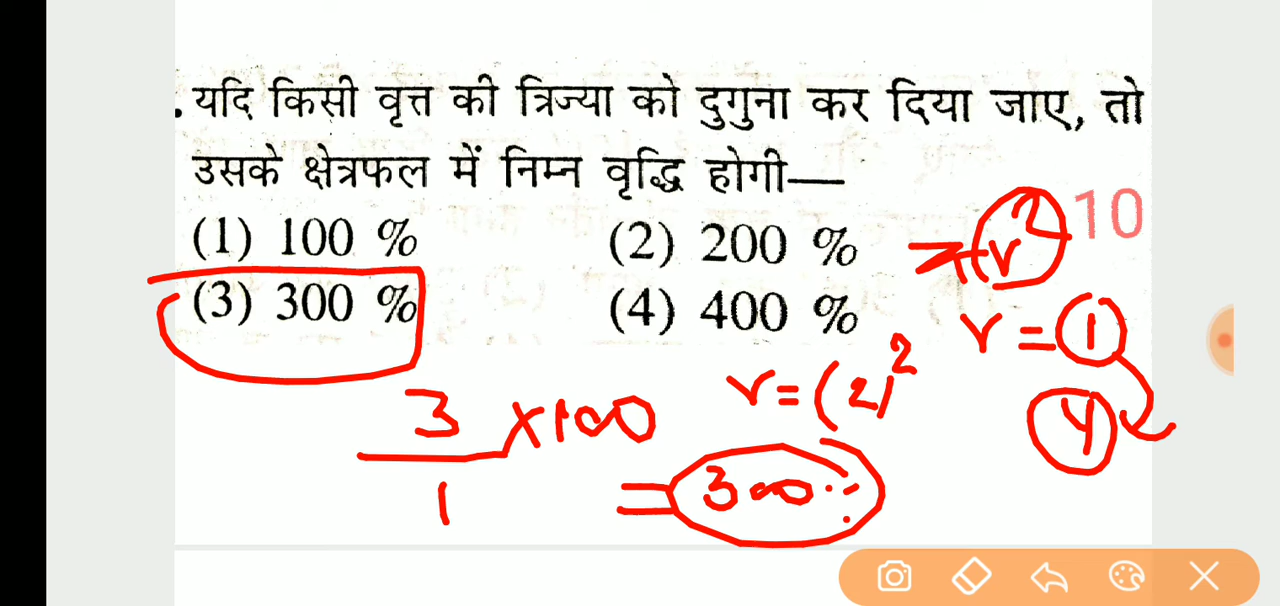 . यदि किसी वृत्त की त्रिज्या को दुगुना कर दिया जाए, तो
उसके क्षेत्रफल में निम्न वृद्धि होगी—
(1) 100 % (2) 200 %
(3) 300 % (4) 400 %
10
πr²
r = 1
r = (2)²
4
3/1 × 100
= 300%